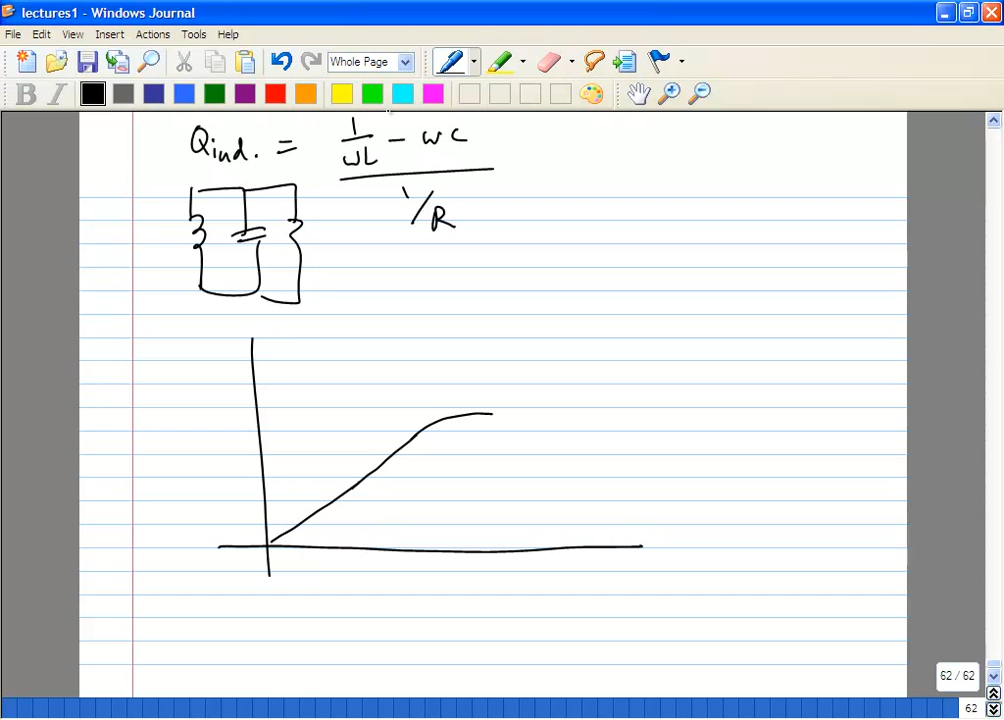 lectures1 - Windows Journal
File Edit View Insert Actions Tools Help
Whole Page
B I
Qind. = 1/ωL - ωC
1/R
62 / 62
62